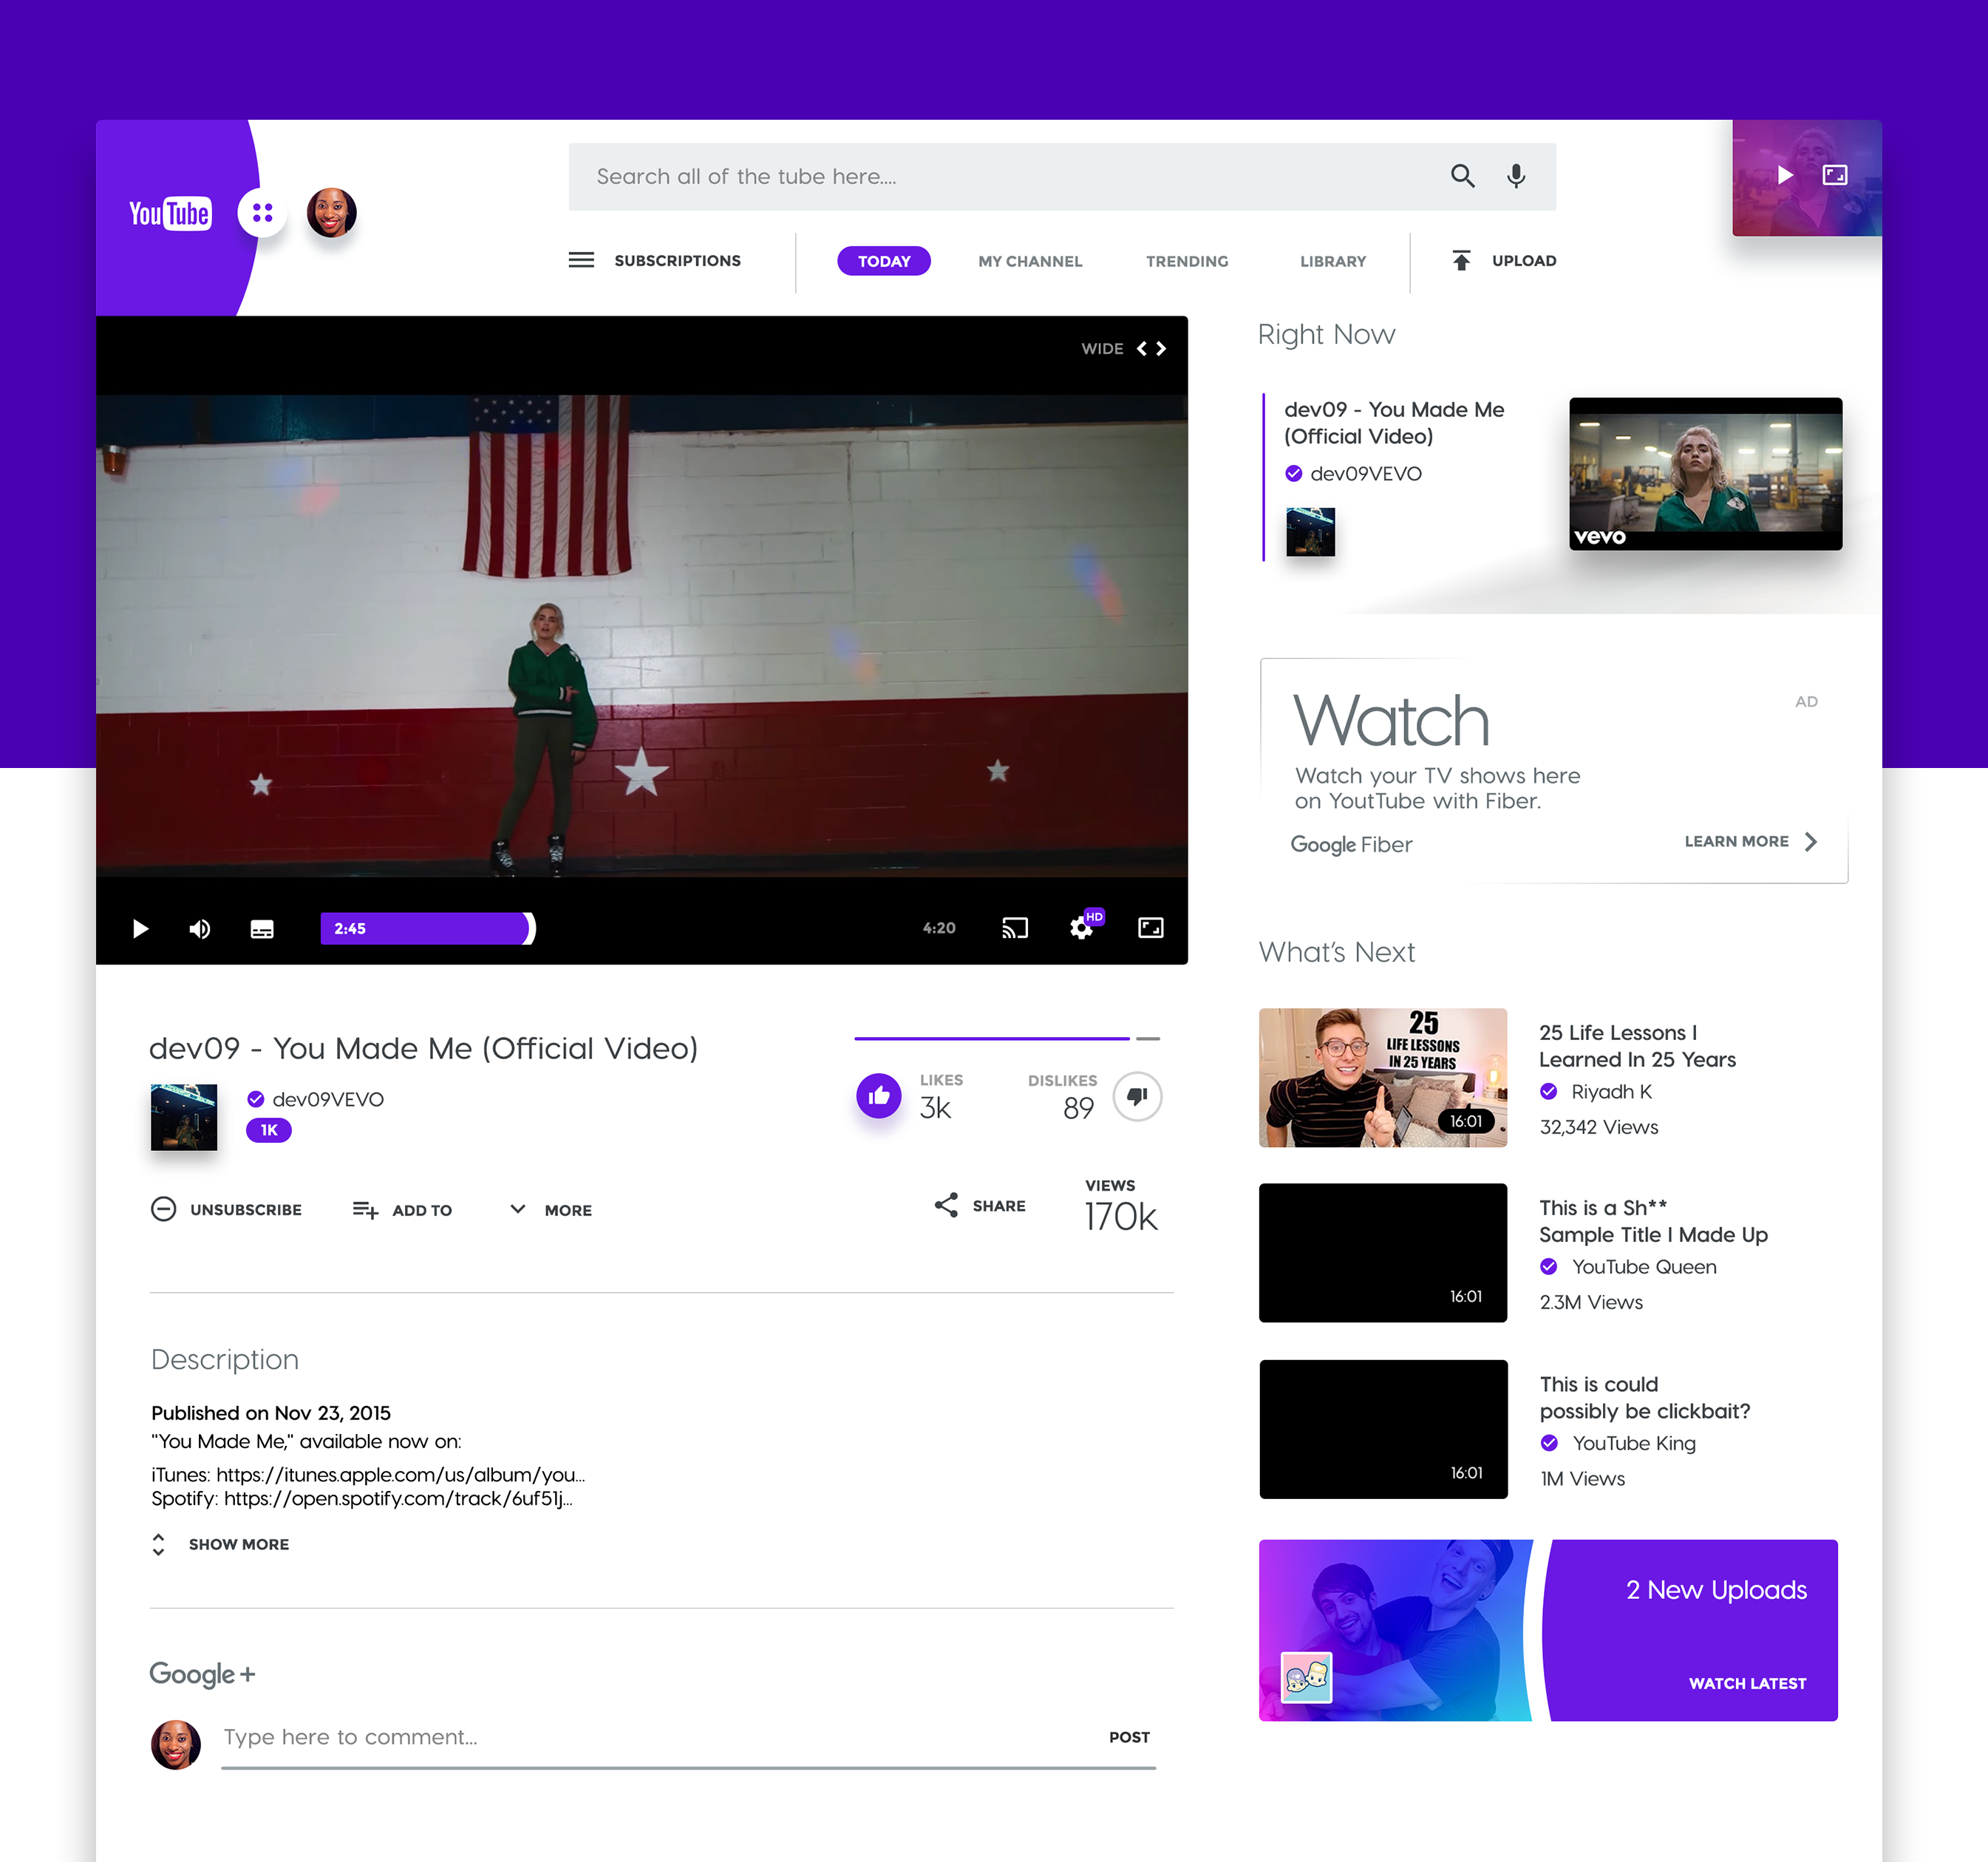 YouTube
Search all of the tube here....
SUBSCRIPTIONS
TODAY
MY CHANNEL
TRENDING
LIBRARY
UPLOAD
WIDE
2:45
4:20
HD
dev09 - You Made Me (Official Video)
dev09VEVO
1K
LIKES
3k
DISLIKES
89
UNSUBSCRIBE
ADD TO
MORE
SHARE
VIEWS
170k
Description
Published on Nov 23, 2015
"You Made Me," available now on:
iTunes: https://itunes.apple.com/us/album/you...
Spotify: https://open.spotify.com/track/6uf51j...
SHOW MORE
Google+
Type here to comment...
POST
Right Now
dev09 - You Made Me
(Official Video)
dev09VEVO
vevo
Watch
AD
Watch your TV shows here
on YoutTube with Fiber.
Google Fiber
LEARN MORE
What's Next
25
LIFE LESSONS
IN 25 YEARS
16:01
25 Life Lessons I
Learned In 25 Years
Riyadh K
32,342 Views
16:01
This is a Sh**
Sample Title I Made Up
YouTube Queen
2.3M Views
16:01
This is could
possibly be clickbait?
YouTube King
1M Views
2 New Uploads
WATCH LATEST